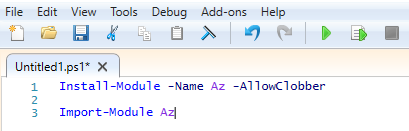 File Edit View Tools Debug Add-ons Help
Untitled1.ps1* X
1 Install-Module -Name Az -AllowClobber
2
3 Import-Module Az